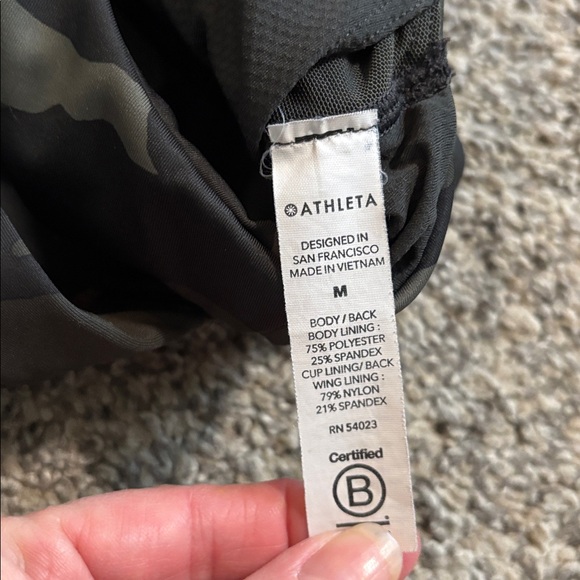 ATHLETA
DESIGNED IN
SAN FRANCISCO
MADE IN VIETNAM
M
BODY / BACK
BODY LINING :
75% POLYESTER
25% SPANDEX
CUP LINING/ BACK
WING LINING :
79% NYLON
21% SPANDEX
RN 54023
Certified
B